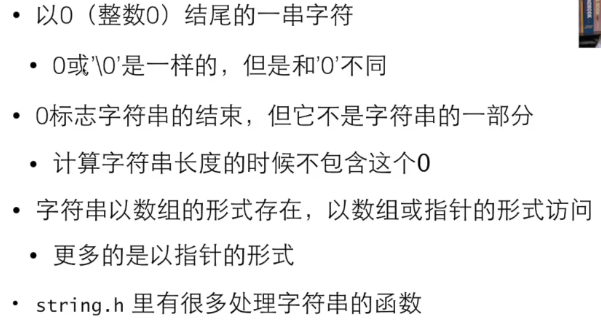 • 以0（整数0）结尾的一串字符
• 0或’\0’是一样的，但是和’0’不同
• 0标志字符串的结束，但它不是字符串的一部分
• 计算字符串长度的时候不包含这个0
• 字符串以数组的形式存在，以数组或指针的形式访问
• 更多的是以指针的形式
• string.h 里有很多处理字符串的函数